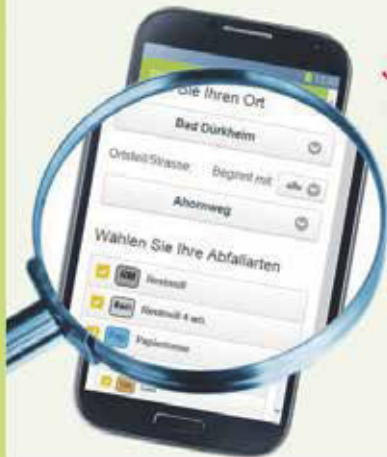 Sie Ihren Ort
Bad Dürkheim
Ortsteil/Strasse: Beginnt mit: alle
Ahornweg
Wählen Sie Ihre Abfallarten
Restmüll
Restmüll 4 wö.
Papiertonne